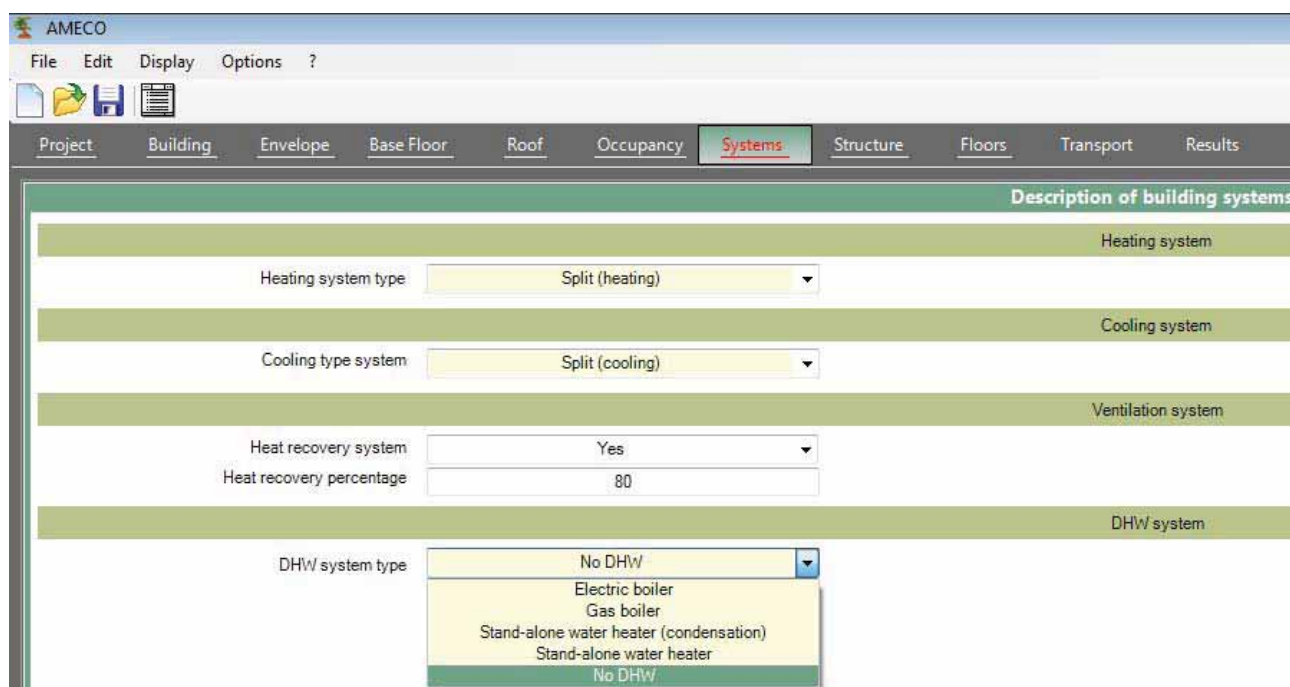 AMECO
File Edit Display Options ?
Project Building Envelope Base Floor Roof Occupancy Systems Structure Floors Transport Results
Description of building systems
Heating system
Heating system type Split (heating)
Cooling system
Cooling type system Split (cooling)
Ventilation system
Heat recovery system Yes
Heat recovery percentage 80
DHW system
DHW system type No DHW
Electric boiler
Gas boiler
Stand-alone water heater (condensation)
Stand-alone water heater
No DHW